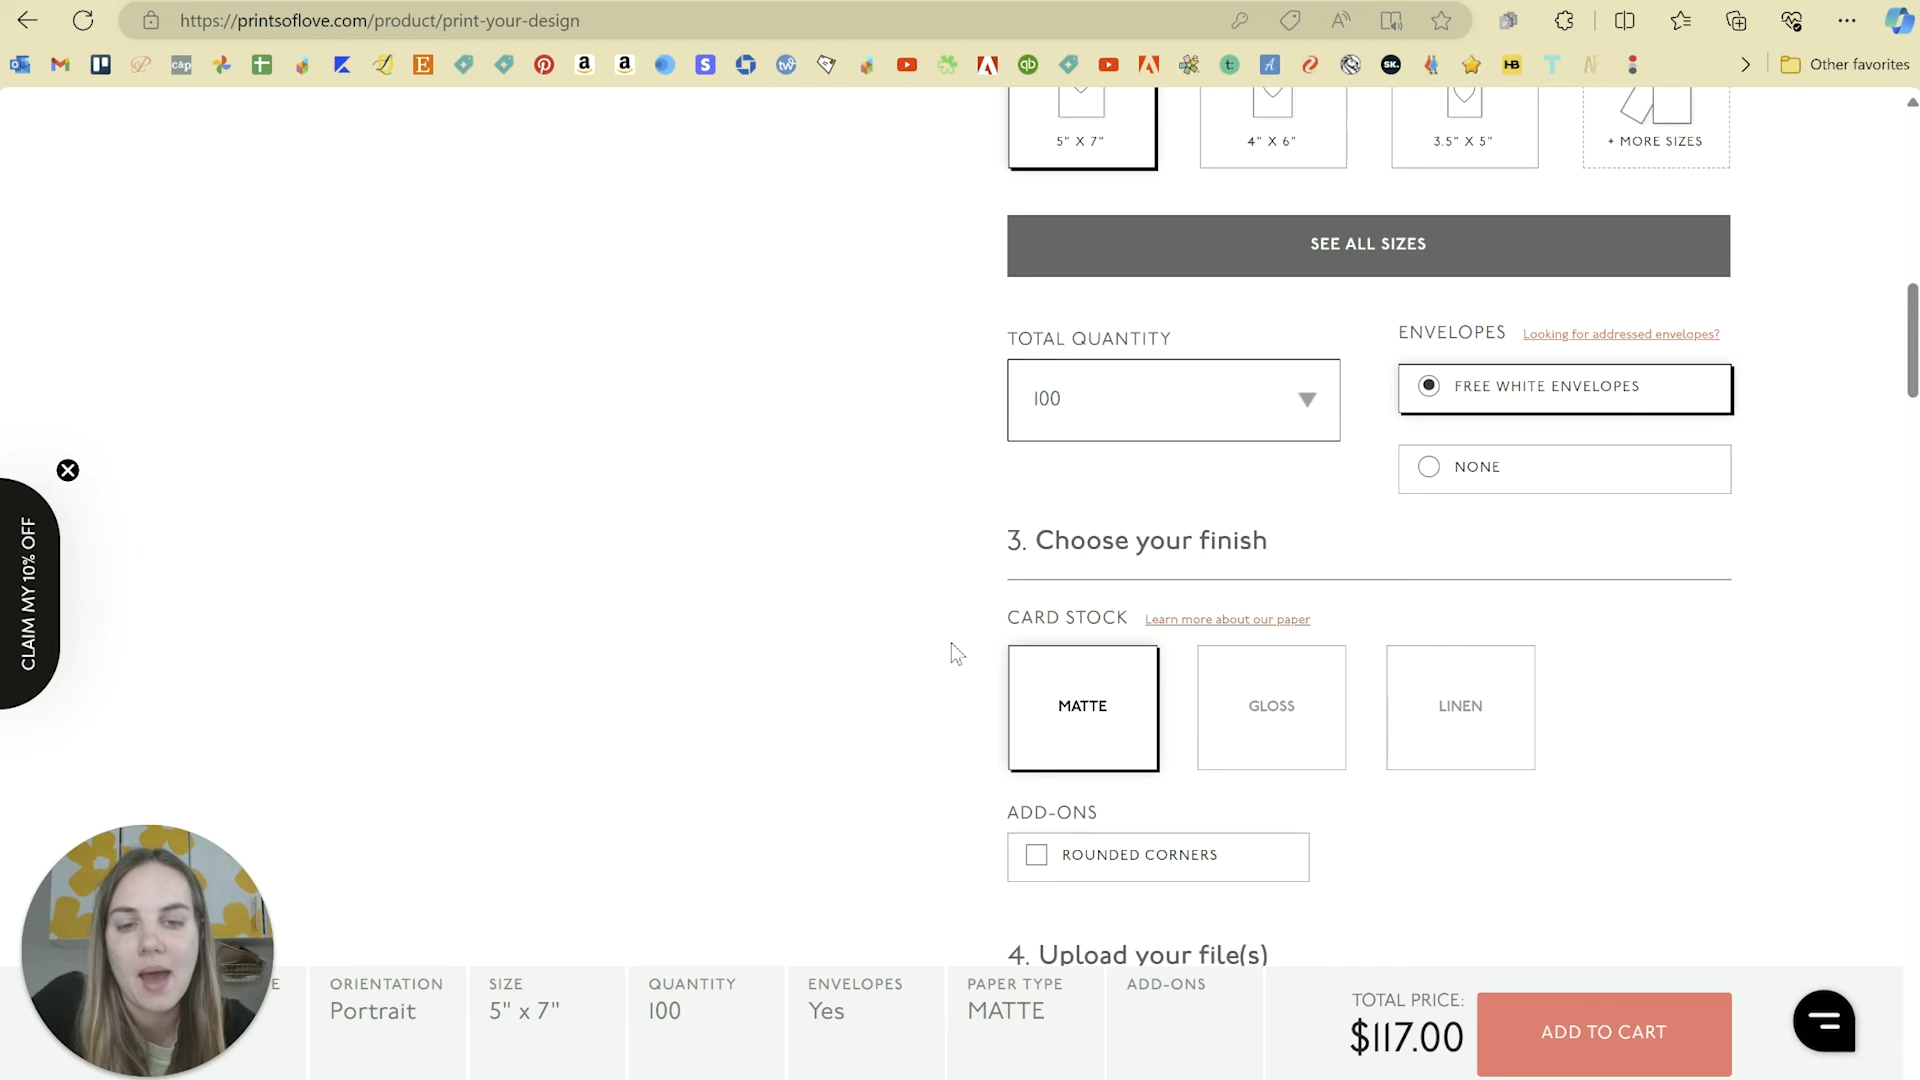 https://printsoflove.com/product/print-your-design
Other favorites
5" X 7"
4" X 6"
3.5" X 5"
+ MORE SIZES
SEE ALL SIZES
TOTAL QUANTITY
100
ENVELOPES
Looking for addressed envelopes?
FREE WHITE ENVELOPES
NONE
3. Choose your finish
CARD STOCK
Learn more about our paper
MATTE
GLOSS
LINEN
ADD-ONS
ROUNDED CORNERS
4. Upload your file(s)
CLAIM MY 10% OFF
E
ORIENTATION
Portrait
SIZE
5" x 7"
QUANTITY
100
ENVELOPES
Yes
PAPER TYPE
MATTE
ADD-ONS
TOTAL PRICE:
$117.00
ADD TO CART